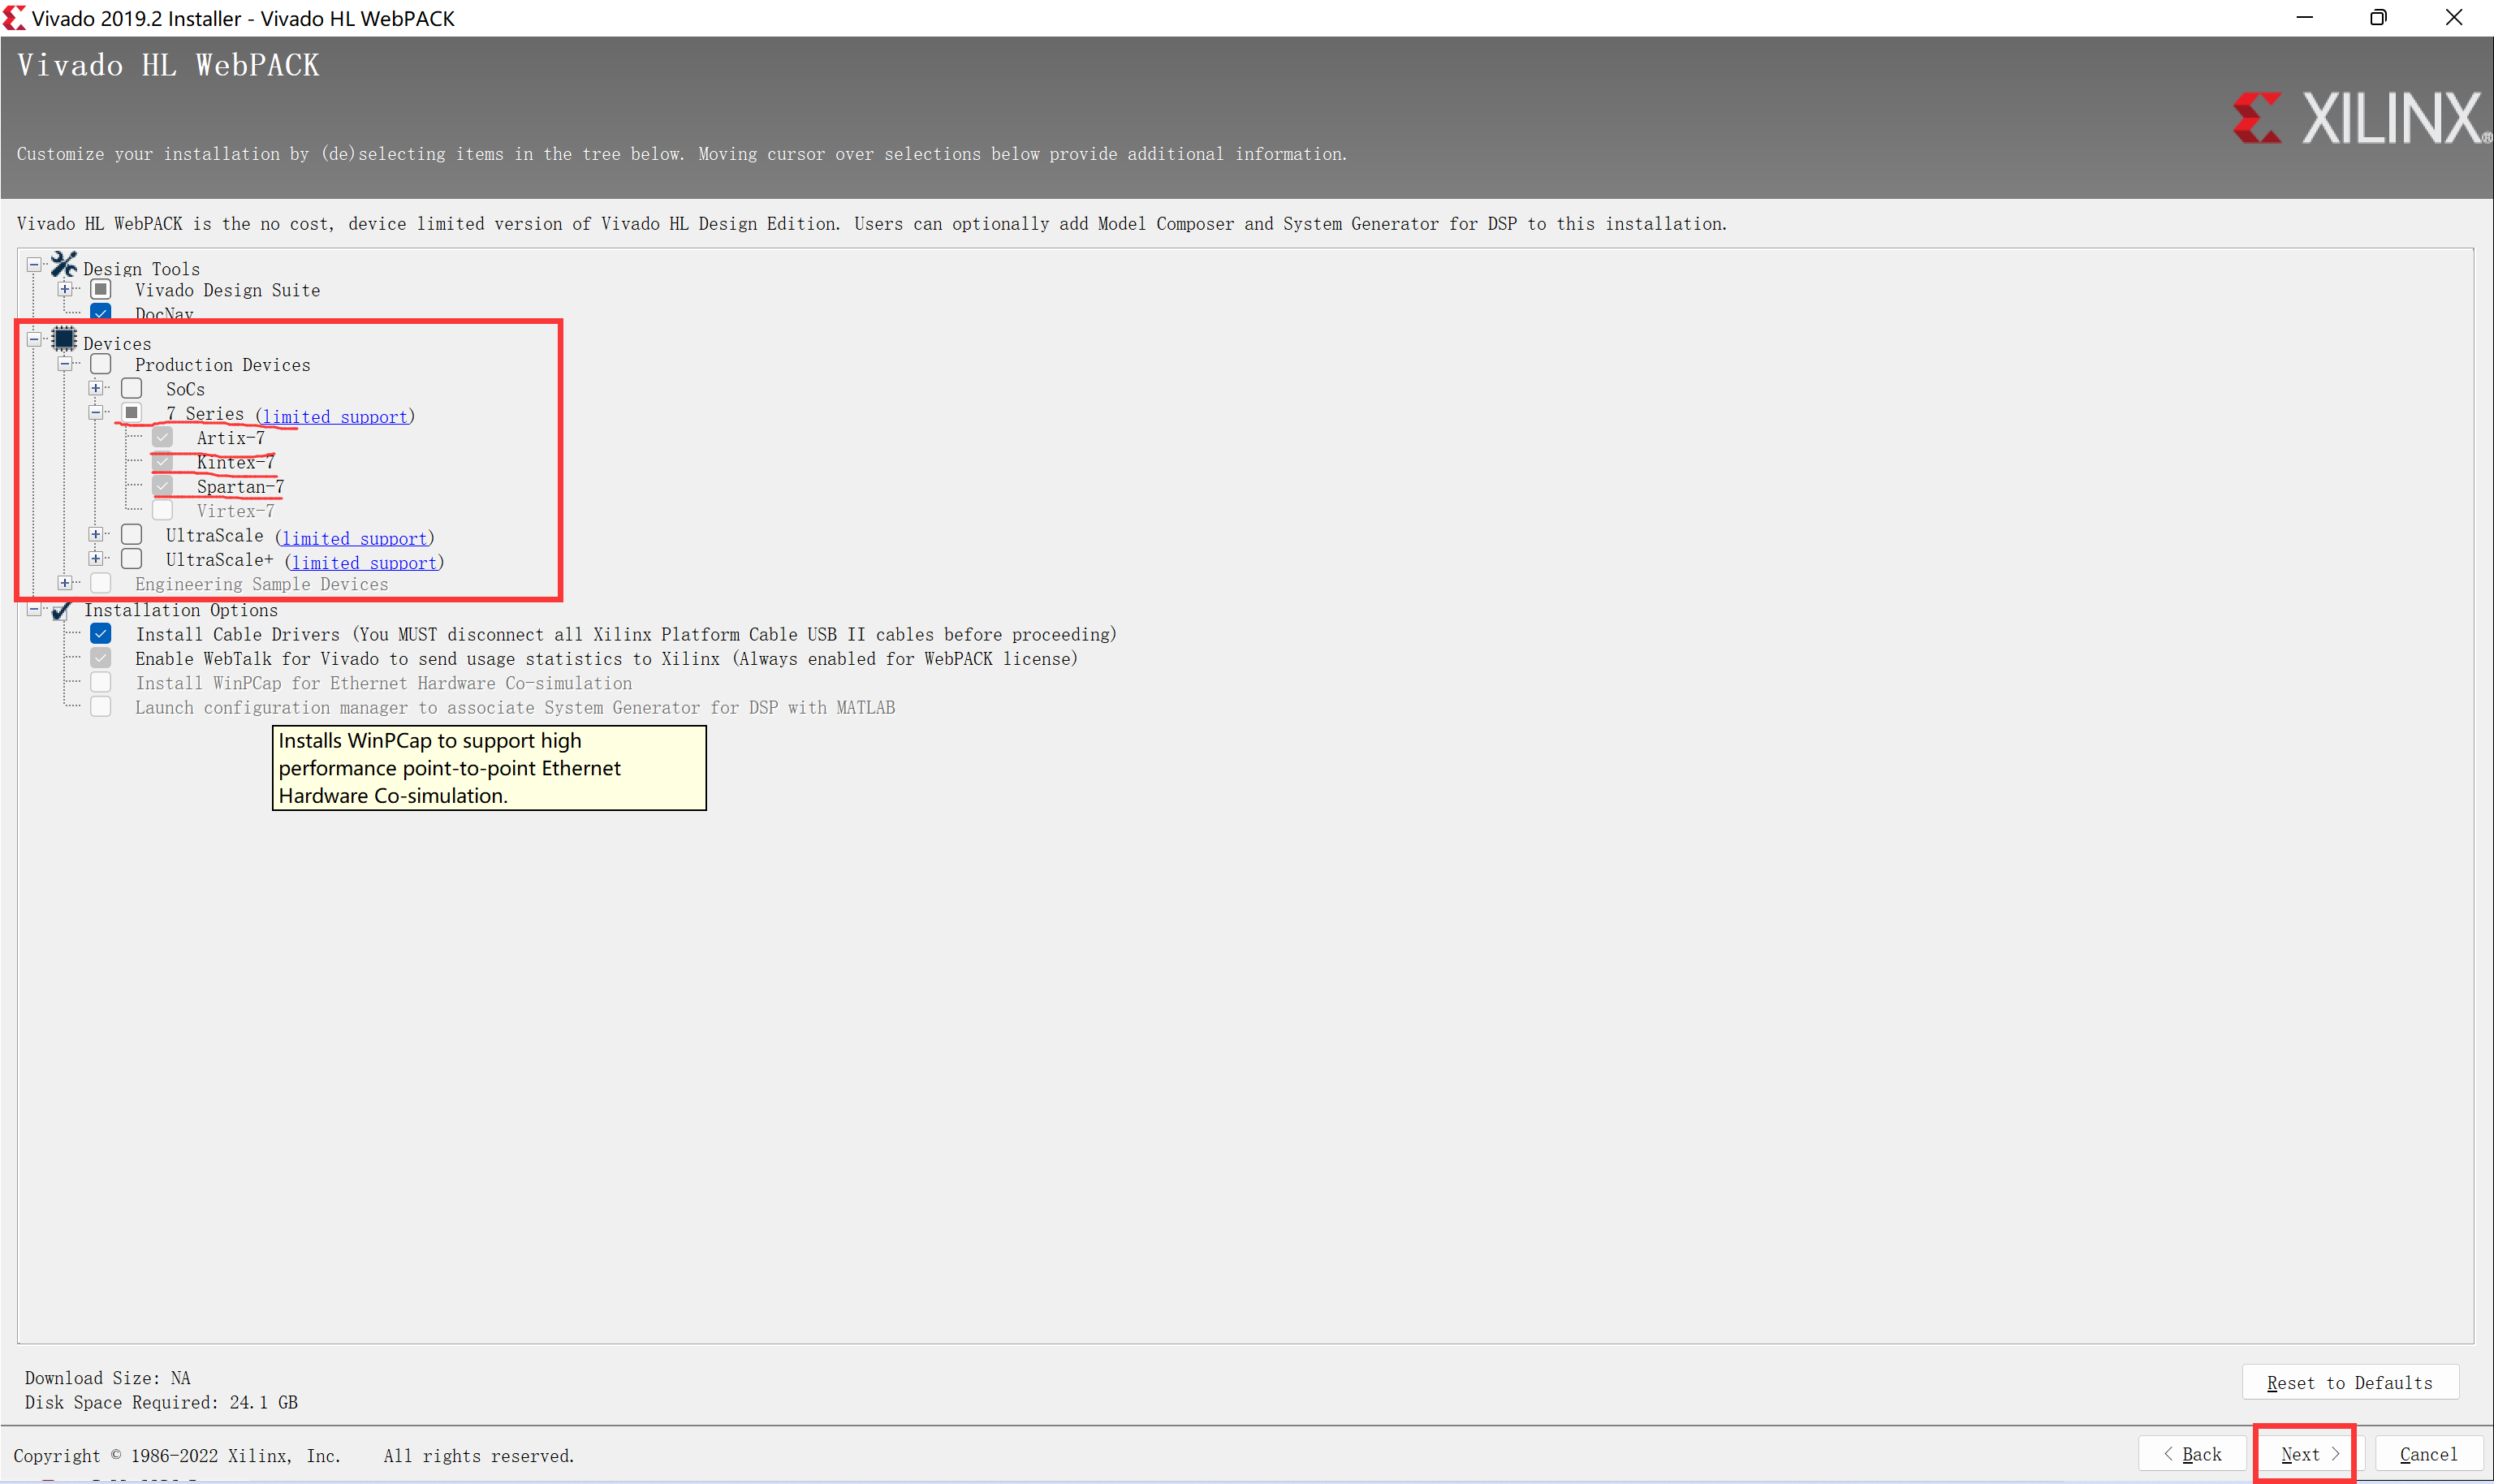 Vivado 2019.2 Installer - Vivado HL WebPACK
Vivado HL WebPACK
XILINX®
Customize your installation by (de)selecting items in the tree below. Moving cursor over selections below provide additional information.
Vivado HL WebPACK is the no cost, device limited version of Vivado HL Design Edition. Users can optionally add Model Composer and System Generator for DSP to this installation.
Design Tools
Vivado Design Suite
DocNav
Devices
Production Devices
SoCs
7 Series (limited support)
Artix-7
Kintex-7
Spartan-7
Virtex-7
UltraScale (limited support)
UltraScale+ (limited support)
Engineering Sample Devices
Installation Options
Install Cable Drivers (You MUST disconnect all Xilinx Platform Cable USB II cables before proceeding)
Enable WebTalk for Vivado to send usage statistics to Xilinx (Always enabled for WebPACK license)
Install WinPCap for Ethernet Hardware Co-simulation
Launch configuration manager to associate System Generator for DSP with MATLAB
Installs WinPCap to support high
performance point-to-point Ethernet
Hardware Co-simulation.
Download Size: NA
Disk Space Required: 24.1 GB
Reset to Defaults
Copyright © 1986-2022 Xilinx, Inc. All rights reserved.
< Back
Next >
Cancel